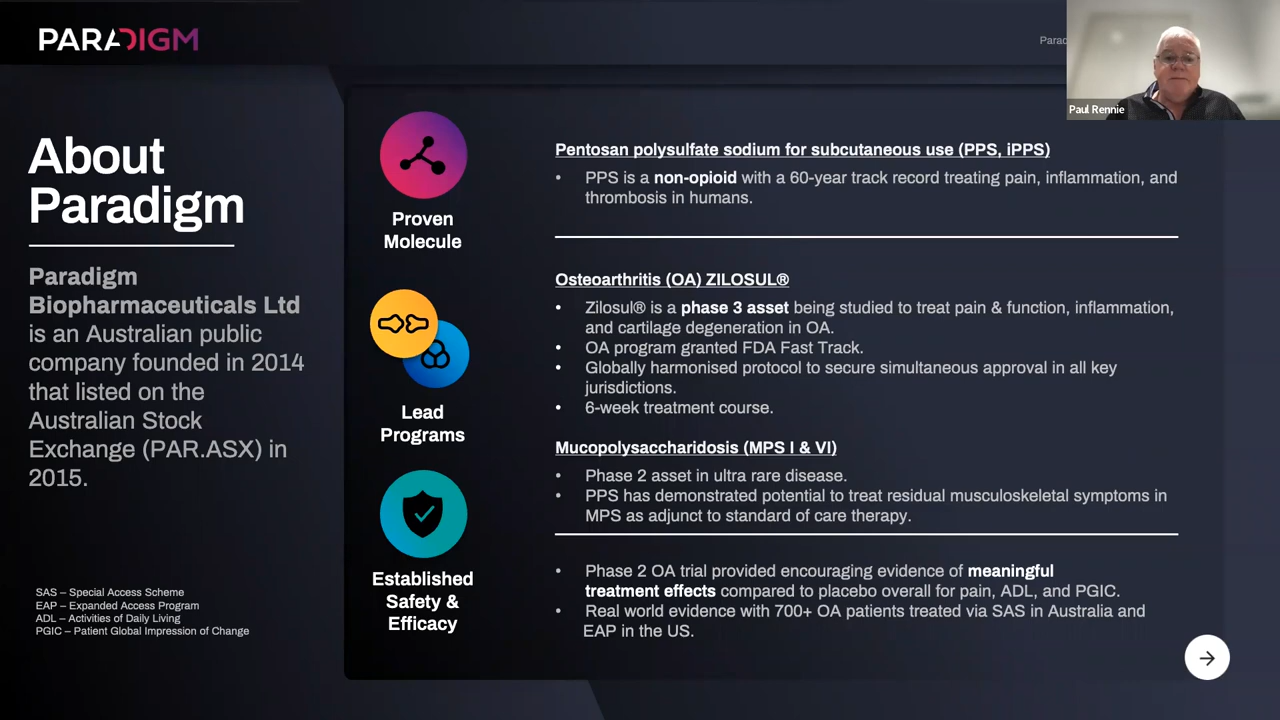 PARADIGM
Parad
Paul Rennie
About
Paradigm
Paradigm
Biopharmaceuticals Ltd
is an Australian public
company founded in 2014
that listed on the
Australian Stock
Exchange (PAR.ASX) in
2015.
SAS – Special Access Scheme
EAP – Expanded Access Program
ADL – Activities of Daily Living
PGIC – Patient Global Impression of Change
Proven
Molecule
Pentosan polysulfate sodium for subcutaneous use (PPS, iPPS)
• PPS is a non-opioid with a 60-year track record treating pain, inflammation, and
thrombosis in humans.
Lead
Programs
Osteoarthritis (OA) ZILOSUL®
• Zilosul® is a phase 3 asset being studied to treat pain & function, inflammation,
and cartilage degeneration in OA.
• OA program granted FDA Fast Track.
• Globally harmonised protocol to secure simultaneous approval in all key
jurisdictions.
• 6-week treatment course.
Mucopolysaccharidosis (MPS I & VI)
• Phase 2 asset in ultra rare disease.
• PPS has demonstrated potential to treat residual musculoskeletal symptoms in
MPS as adjunct to standard of care therapy.
Established
Safety &
Efficacy
• Phase 2 OA trial provided encouraging evidence of meaningful
treatment effects compared to placebo overall for pain, ADL, and PGIC.
• Real world evidence with 700+ OA patients treated via SAS in Australia and
EAP in the US.